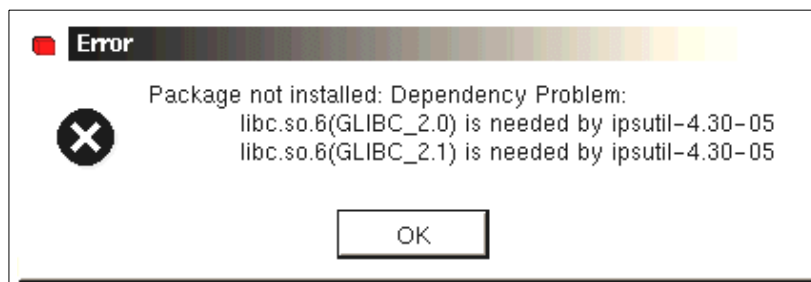 Error
Package not installed: Dependency Problem:
libc.so.6(GLIBC_2.0) is needed by ipsutil-4.30-05
libc.so.6(GLIBC_2.1) is needed by ipsutil-4.30-05
OK